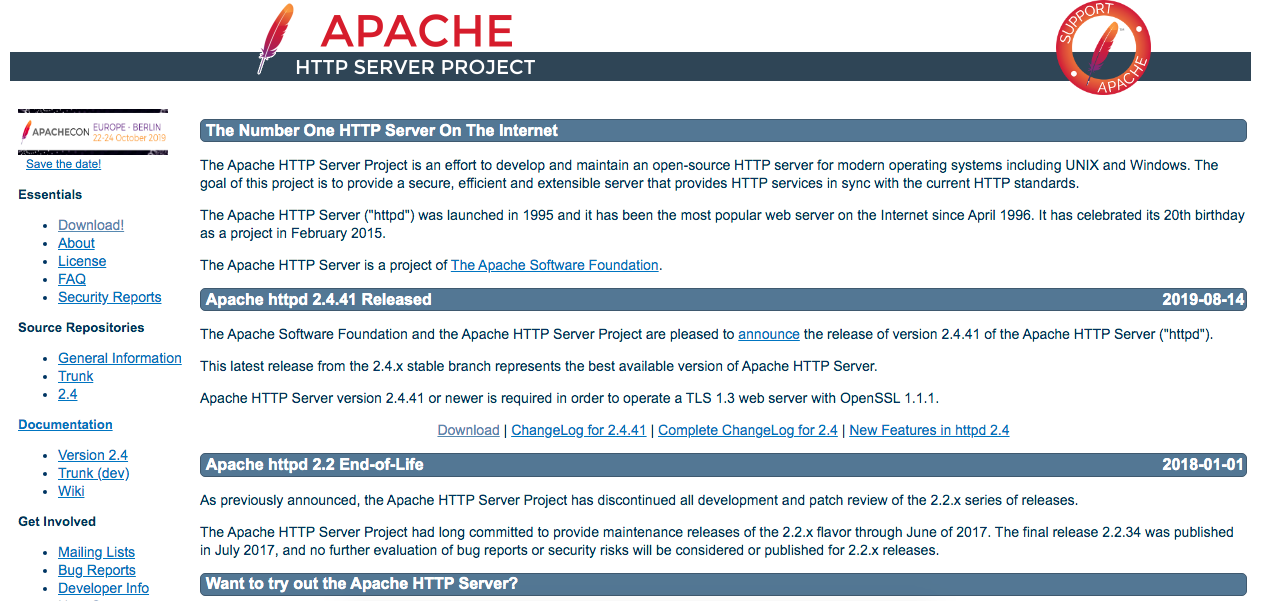 APACHE
HTTP SERVER PROJECT
SUPPORT
APACHE
APACHECON
EUROPE - BERLIN
22-24 October 2019
Save the date!
Essentials
Download!
About
License
FAQ
Security Reports
Source Repositories
General Information
Trunk
2.4
Documentation
Version 2.4
Trunk (dev)
Wiki
Get Involved
Mailing Lists
Bug Reports
Developer Info
The Number One HTTP Server On The Internet
The Apache HTTP Server Project is an effort to develop and maintain an open-source HTTP server for modern operating systems including UNIX and Windows. The
goal of this project is to provide a secure, efficient and extensible server that provides HTTP services in sync with the current HTTP standards.
The Apache HTTP Server ("httpd") was launched in 1995 and it has been the most popular web server on the Internet since April 1996. It has celebrated its 20th birthday
as a project in February 2015.
The Apache HTTP Server is a project of The Apache Software Foundation.
Apache httpd 2.4.41 Released 2019-08-14
The Apache Software Foundation and the Apache HTTP Server Project are pleased to announce the release of version 2.4.41 of the Apache HTTP Server ("httpd").
This latest release from the 2.4.x stable branch represents the best available version of Apache HTTP Server.
Apache HTTP Server version 2.4.41 or newer is required in order to operate a TLS 1.3 web server with OpenSSL 1.1.1.
Download | ChangeLog for 2.4.41 | Complete ChangeLog for 2.4 | New Features in httpd 2.4
Apache httpd 2.2 End-of-Life 2018-01-01
As previously announced, the Apache HTTP Server Project has discontinued all development and patch review of the 2.2.x series of releases.
The Apache HTTP Server Project had long committed to provide maintenance releases of the 2.2.x flavor through June of 2017. The final release 2.2.34 was published
in July 2017, and no further evaluation of bug reports or security risks will be considered or published for 2.2.x releases.
Want to try out the Apache HTTP Server?